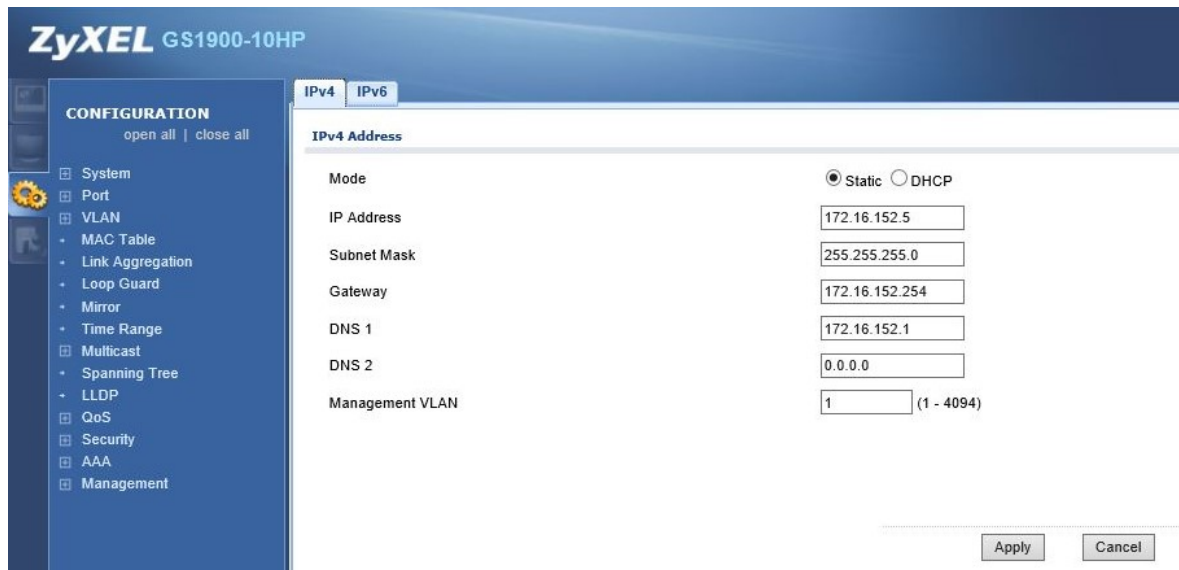 ZyXEL GS1900-10HP
CONFIGURATION
open all | close all
System
Port
VLAN
MAC Table
Link Aggregation
Loop Guard
Mirror
Time Range
Multicast
Spanning Tree
LLDP
QoS
Security
AAA
Management
IPv4 IPv6
IPv4 Address
Mode Static DHCP
IP Address 172.16.152.5
Subnet Mask 255.255.255.0
Gateway 172.16.152.254
DNS 1 172.16.152.1
DNS 2 0.0.0.0
Management VLAN 1 (1 - 4094)
Apply Cancel